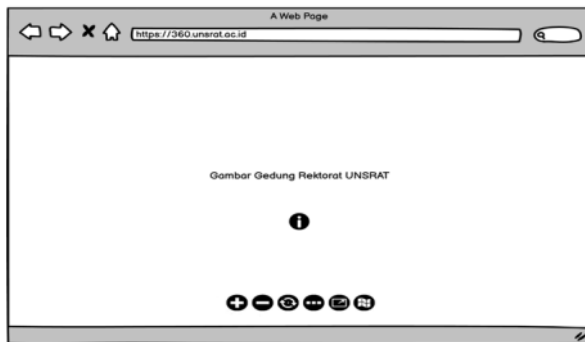 A Web Page
https://360.unsrat.ac.id
Gambar Gedung Rektorat UNSRAT